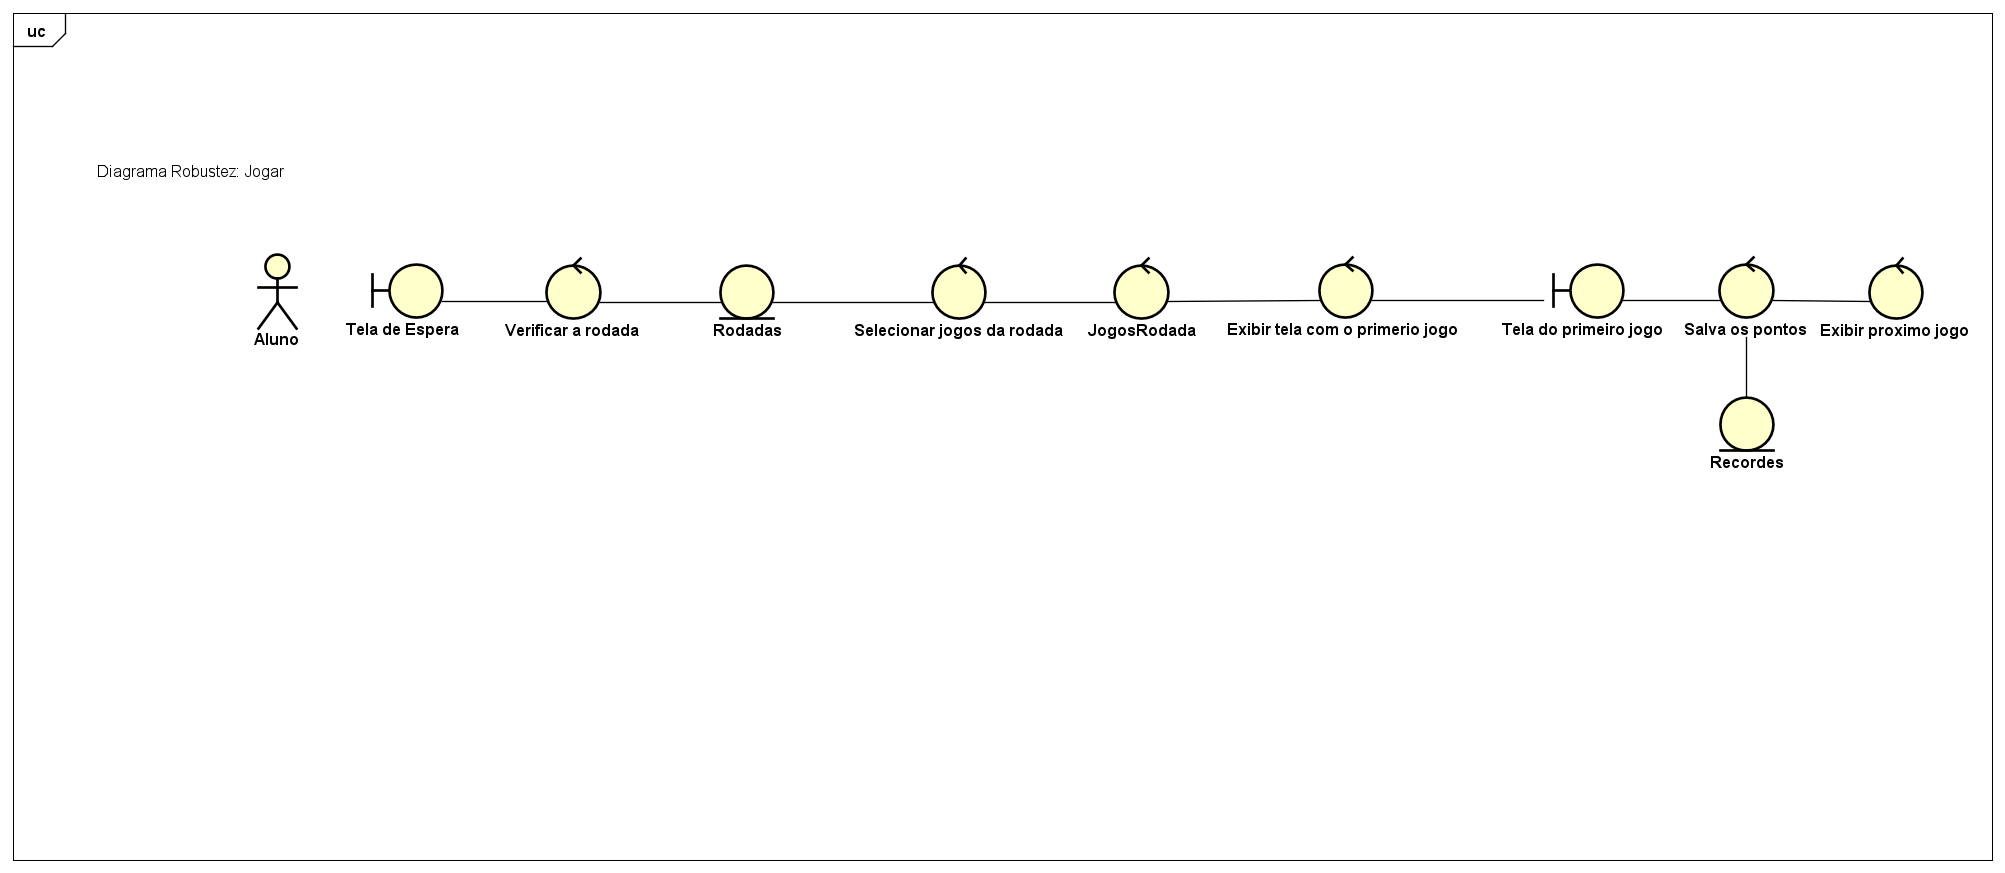 uc
Diagrama Robustez: Jogar
Aluno
Tela de Espera
Verificar a rodada
Rodadas
Selecionar jogos da rodada
JogosRodada
Exibir tela com o primerio jogo
Tela do primeiro jogo
Salva os pontos
Exibir proximo jogo
Recordes